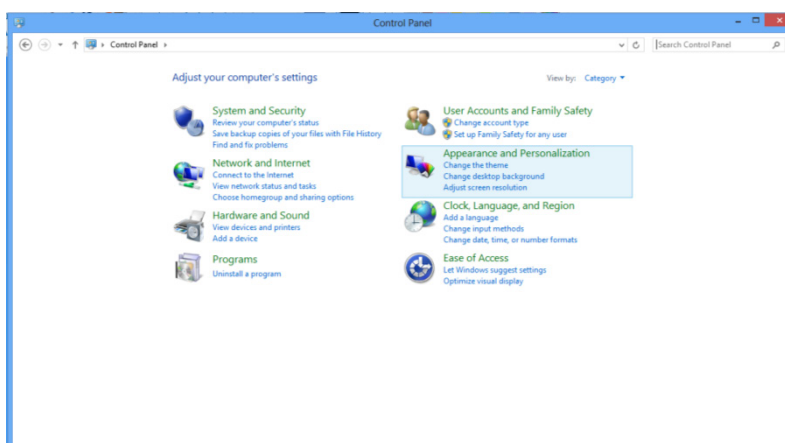 Control Panel
Control Panel
Search Control Panel
Adjust your computer's settings
View by: Category
System and Security
Review your computer's status
Save backup copies of your files with File History
Find and fix problems
Network and Internet
Connect to the Internet
View network status and tasks
Choose homegroup and sharing options
Hardware and Sound
View devices and printers
Add a device
Programs
Uninstall a program
User Accounts and Family Safety
Change account type
Set up Family Safety for any user
Appearance and Personalization
Change the theme
Change desktop background
Adjust screen resolution
Clock, Language, and Region
Add a language
Change input methods
Change date, time, or number formats
Ease of Access
Let Windows suggest settings
Optimize visual display